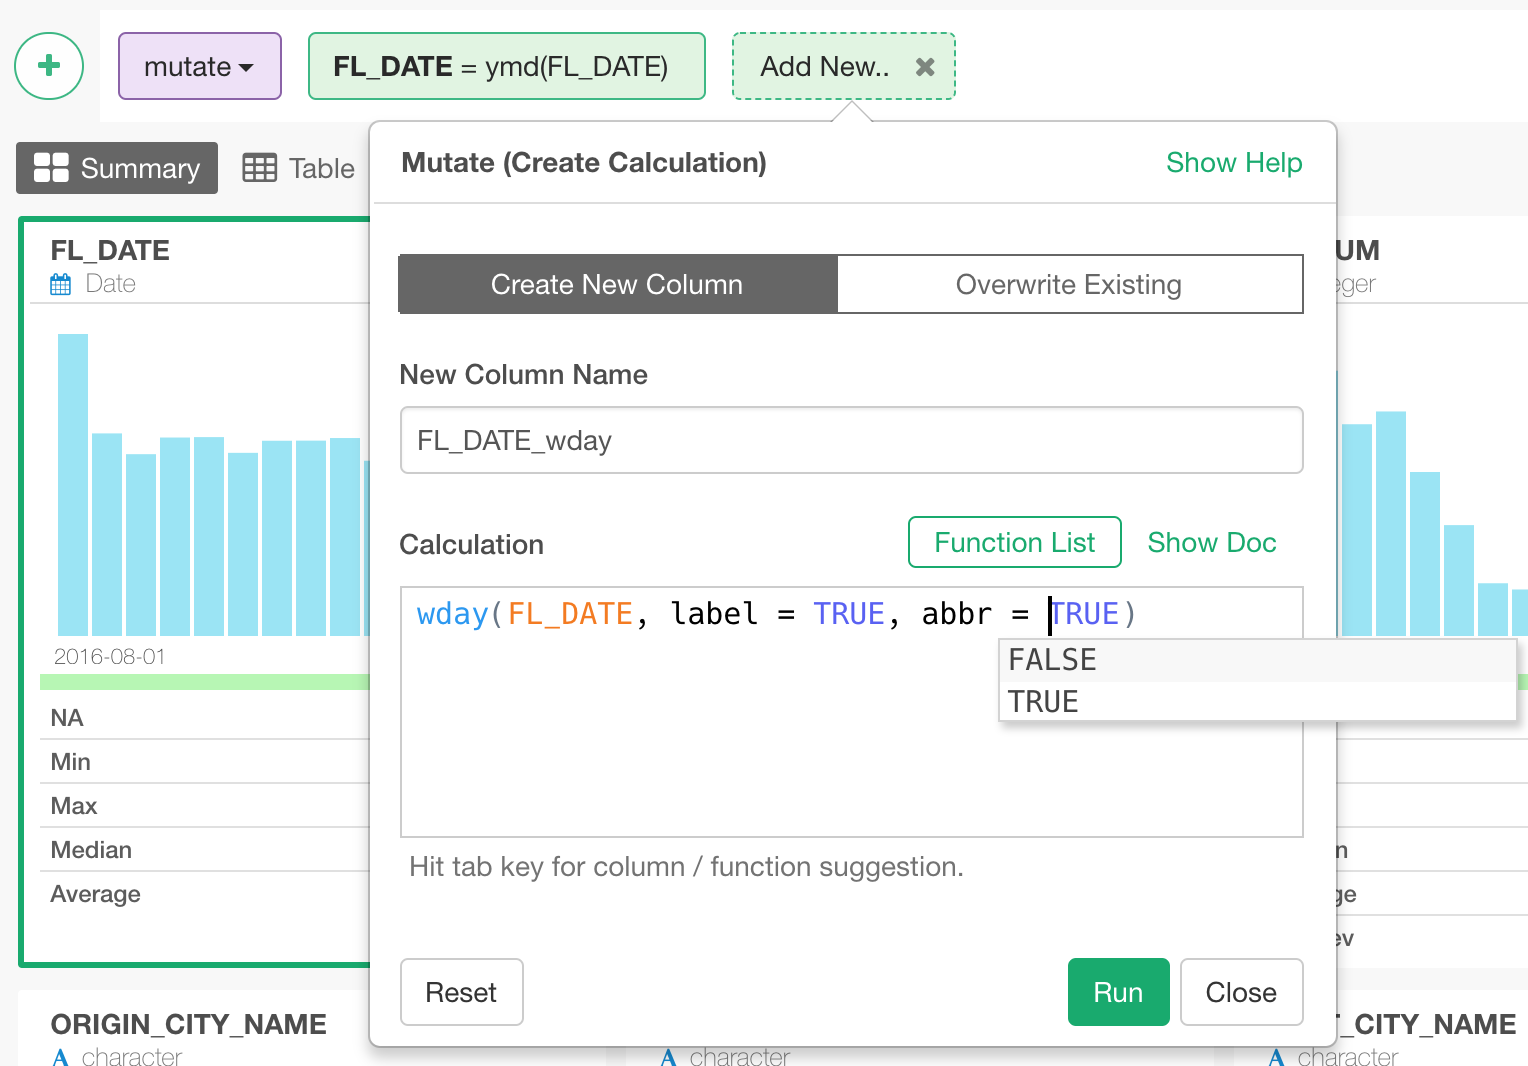 mutate
FL_DATE = ymd(FL_DATE)
Add New..
Summary
Table
Mutate (Create Calculation)
Show Help
FL_DATE
Date
UM
eger
Create New Column
Overwrite Existing
New Column Name
FL_DATE_wday
Calculation
Function List
Show Doc
wday(FL_DATE, label = TRUE, abbr = TRUE)
FALSE
TRUE
2016-08-01
NA
Min
Max
Median
n
Average
ge
ev
Hit tab key for column / function suggestion.
Reset
Run
Close
ORIGIN_CITY_NAME
T_CITY_NAME
character
character
character